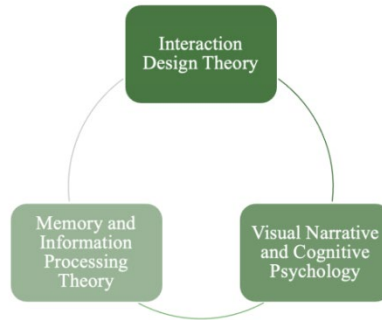 Interaction
Design Theory
Memory and
Information
Processing
Theory
Visual Narrative
and Cognitive
Psychology